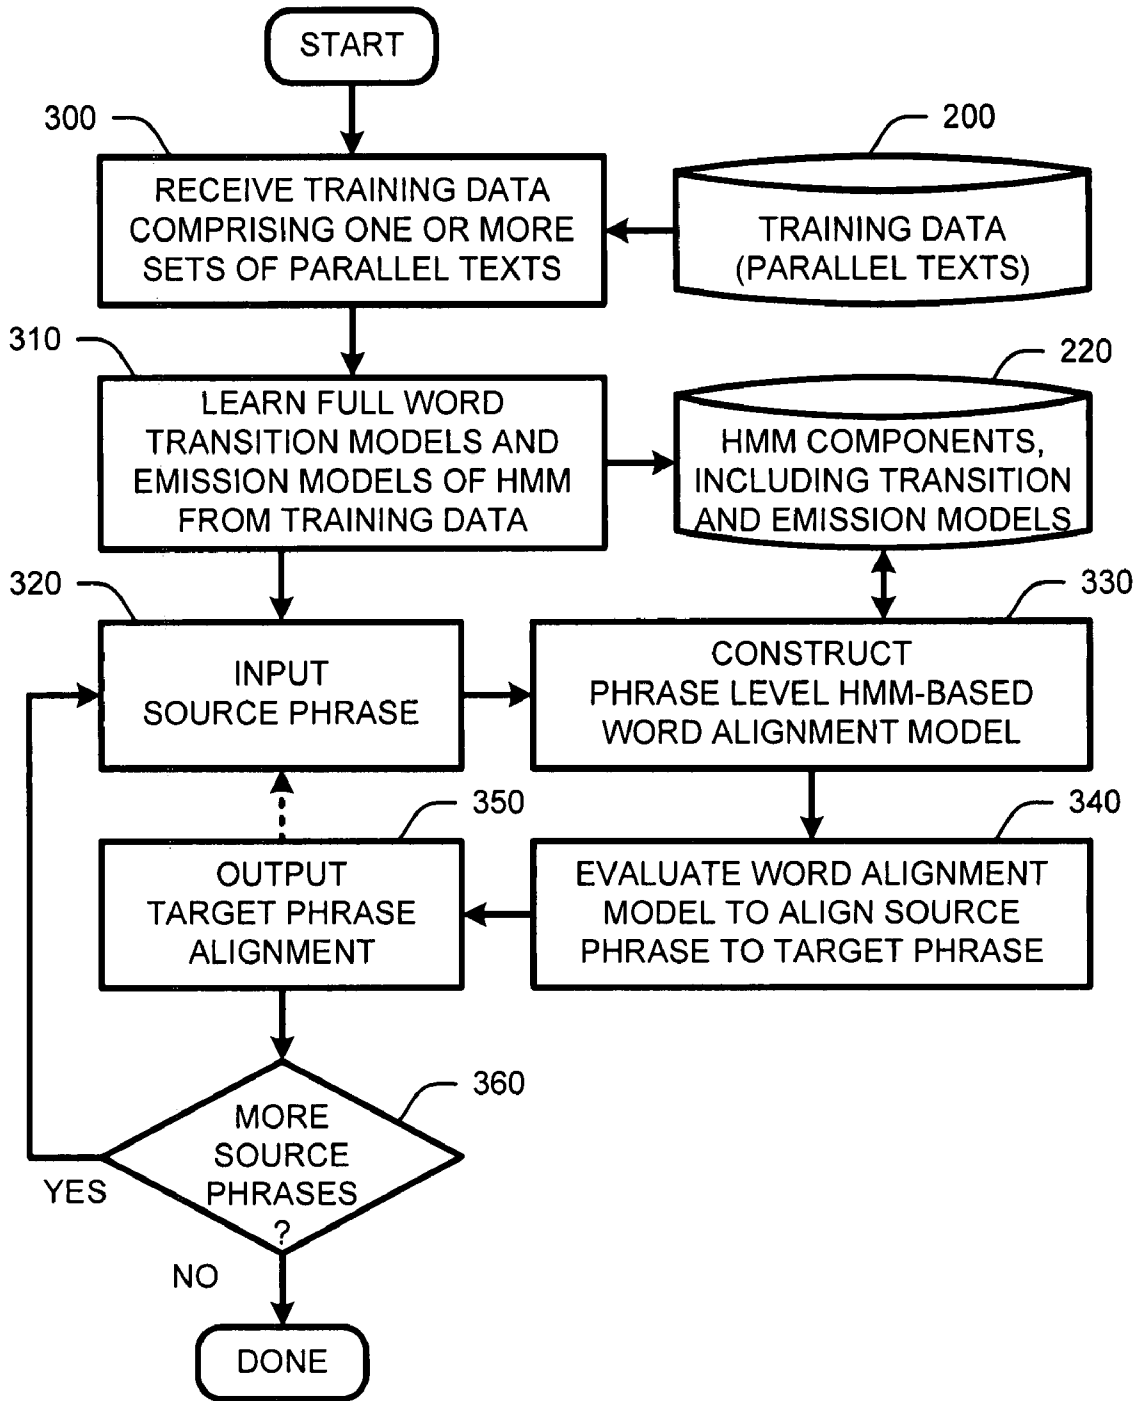 START
300
200
RECEIVE TRAINING DATA
COMPRISING ONE OR MORE
SETS OF PARALLEL TEXTS
TRAINING DATA
(PARALLEL TEXTS)
310
220
LEARN FULL WORD
TRANSITION MODELS AND
EMISSION MODELS OF HMM
FROM TRAINING DATA
HMM COMPONENTS,
INCLUDING TRANSITION
AND EMISSION MODELS
320
330
INPUT
SOURCE PHRASE
CONSTRUCT
PHRASE LEVEL HMM-BASED
WORD ALIGNMENT MODEL
350
340
OUTPUT
TARGET PHRASE
ALIGNMENT
EVALUATE WORD ALIGNMENT
MODEL TO ALIGN SOURCE
PHRASE TO TARGET PHRASE
360
MORE
SOURCE
PHRASES
?
YES
NO
DONE